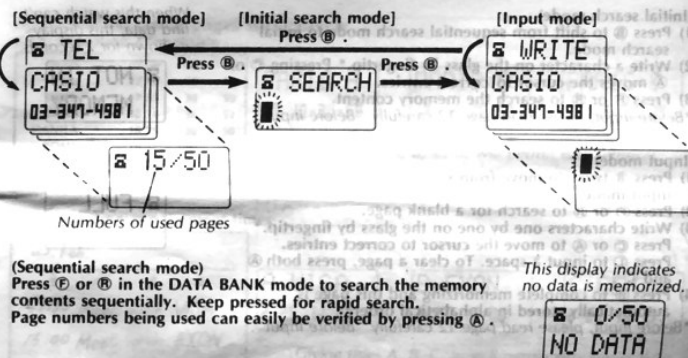 [Sequential search mode]
[Initial search mode]
[Input mode]
Press Ⓑ .
☎ TEL
☎ WRITE
Press Ⓑ .
Press Ⓑ .
CASIO
03-347-4981
☎ SEARCH
CASIO
03-347-4981
☎ 15/50
Numbers of used pages
(Sequential search mode)
Press Ⓕ or Ⓡ in the DATA BANK mode to search the memory
contents sequentially. Keep pressed for rapid search.
Page numbers being used can easily be verified by pressing Ⓐ .
This display indicates
no data is memorized.
☎ 0/50
NO DATA